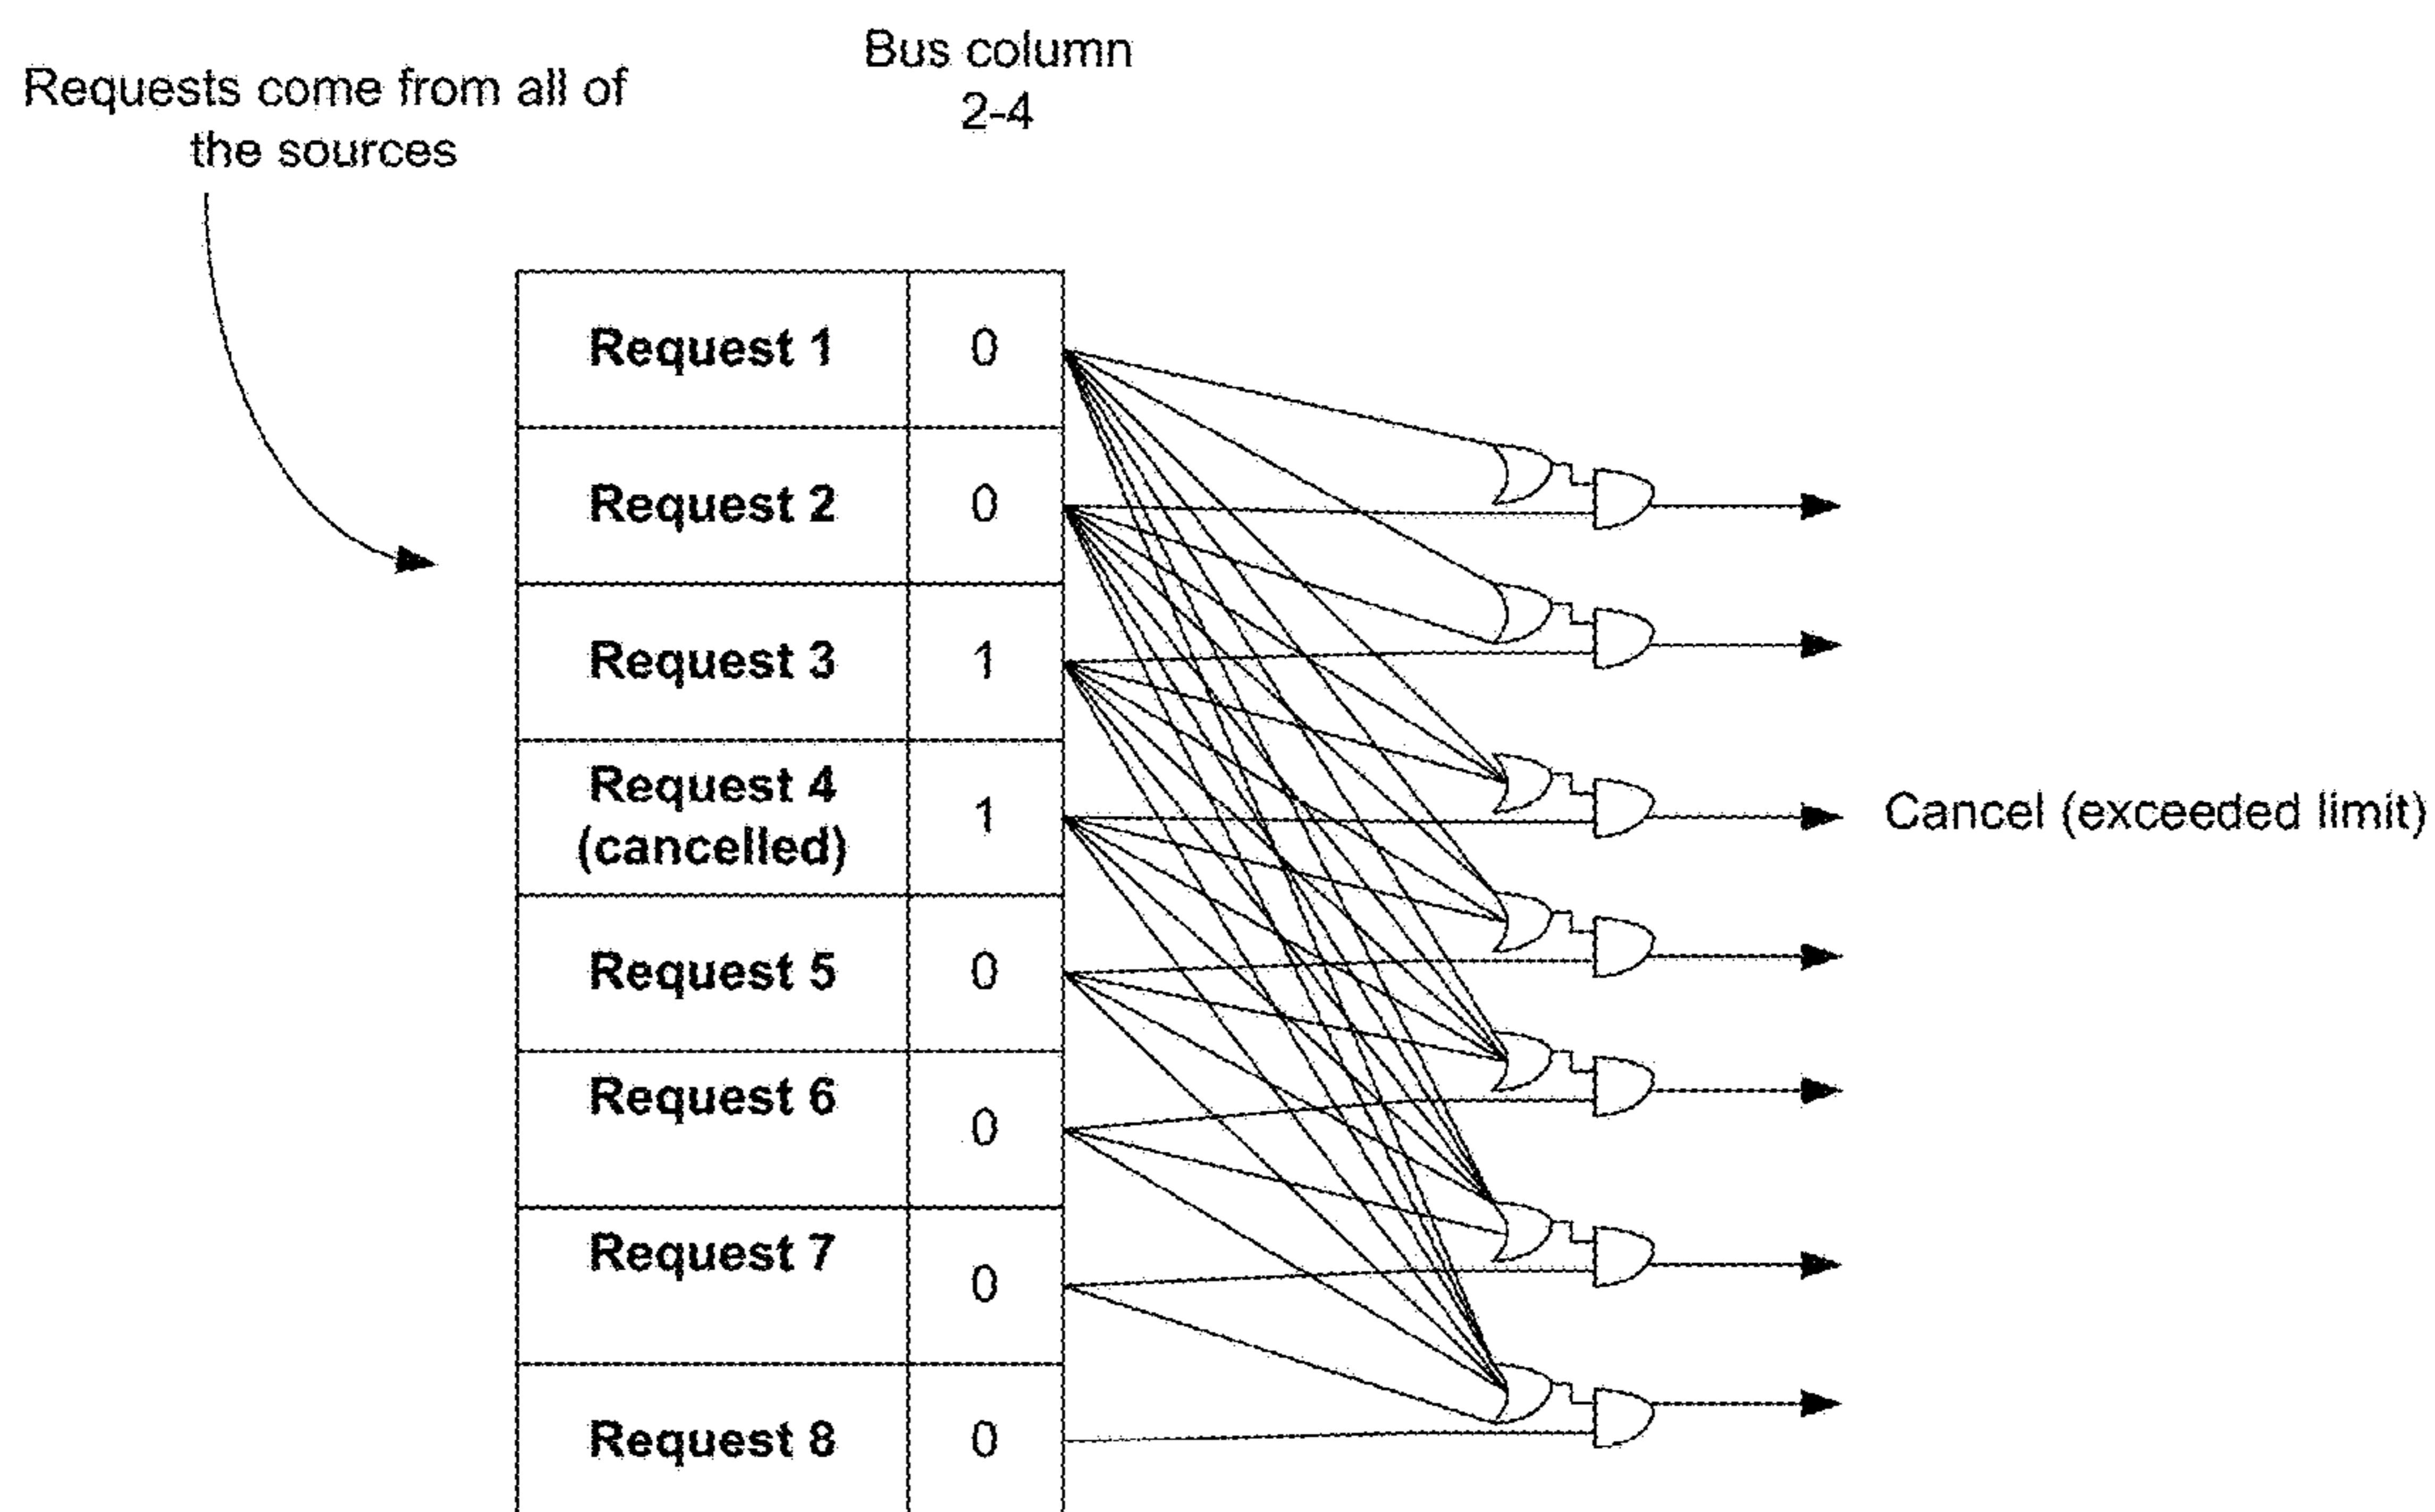 Requests come from all of
the sources
Bus column
2-4
Request 1 0
Request 2 0
Request 3 1
Request 4
(cancelled) 1
Request 5 0
Request 6 0
Request 7 0
Request 8 0
Cancel (exceeded limit)